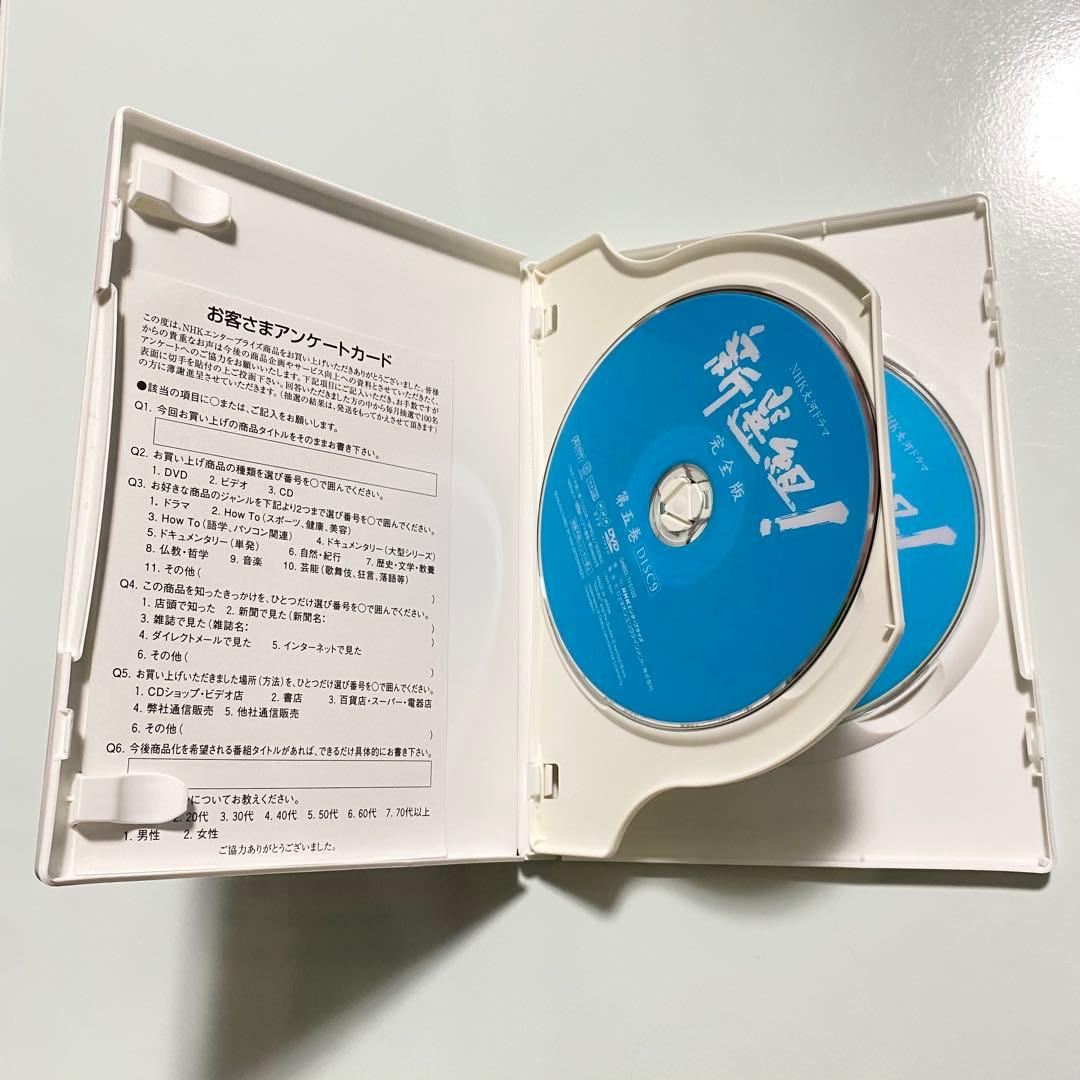 お客さまアンケートカード
この度は、NHKエンタープライズ商品をお買い上げいただきありがとうございました。皆様
からの貴重なお声は今後の商品企画やサービス向上への資料とさせていただきたく、
アンケートへのご協力をお願いいたします。下記項目にご記入いただき、お手数ですが
表面に切手を貼付の上ご投函下さい。回答いただきました方の中から毎月抽選で100名
の方に薄謝進呈させていただきます。(抽選の結果は、発送をもってかえさせて頂きます)
●該当の項目に○または、ご記入をお願いします。
Q1. 今回お買い上げの商品タイトルをそのままお書き下さい。
Q2. お買い上げ商品の種類を選び番号を○で囲んでください。
1. DVD 2. ビデオ 3. CD
Q3. お好きな商品のジャンルを下記より2つまで選び番号を○で囲んでください。
1. ドラマ 2. How To(スポーツ、健康、美容)
3. How To(語学、パソコン関連) 4. ドキュメンタリー(大型シリーズ)
5. ドキュメンタリー(単発) 6. 自然・紀行 7. 歴史・文学・教養
8. 仏教・哲学 9. 音楽 10. 芸能(歌舞伎、狂言、落語等)
11. その他( )
Q4. この商品を知ったきっかけを、ひとつだけ選び番号を○で囲んでください。
1. 店頭で知った 2. 新聞で見た(新聞名: )
3. 雑誌で見た(雑誌名: )
4. ダイレクトメールで見た 5. インターネットで見た
6. その他( )
Q5. お買い上げいただきました場所(方法)を、ひとつだけ選び番号を○で囲んでください。
1. CDショップ・ビデオ店 2. 書店 3. 百貨店・スーパー・電器店
4. 弊社通信販売 5. 他社通信販売
6. その他( )
Q6. 今後商品化を希望される番組タイトルがあれば、できるだけ具体的にお書き下さい。
についてお教えください。
2. 20代 3. 30代 4. 40代 5. 50代 6. 60代 7. 70代以上
1. 男性 2. 女性
ご協力ありがとうございました。
NHK大河ドラマ
新選組!
完全版
第五巻 DISC9
DVD
NHKエンタープライズ
NHK大河ドラマ
!